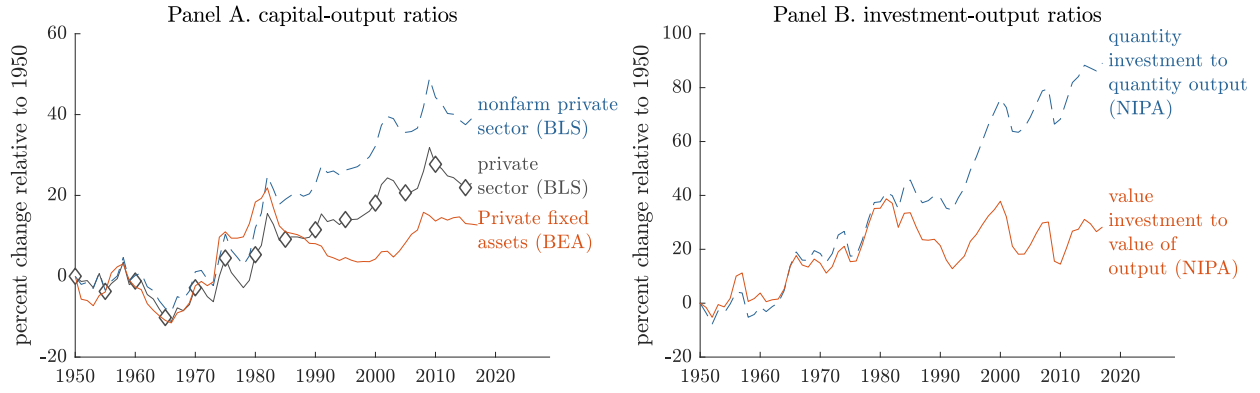 Panel A. capital-output ratios
percent change relative to 1950
60
40
20
0
-20
1950
1960
1970
1980
1990
2000
2010
2020
nonfarm private
sector (BLS)
private
sector (BLS)
Private fixed
assets (BEA)
Panel B. investment-output ratios
percent change relative to 1950
100
80
60
40
20
0
-20
1950
1960
1970
1980
1990
2000
2010
2020
quantity
investment to
quantity output
(NIPA)
value
investment to
value of
output (NIPA)